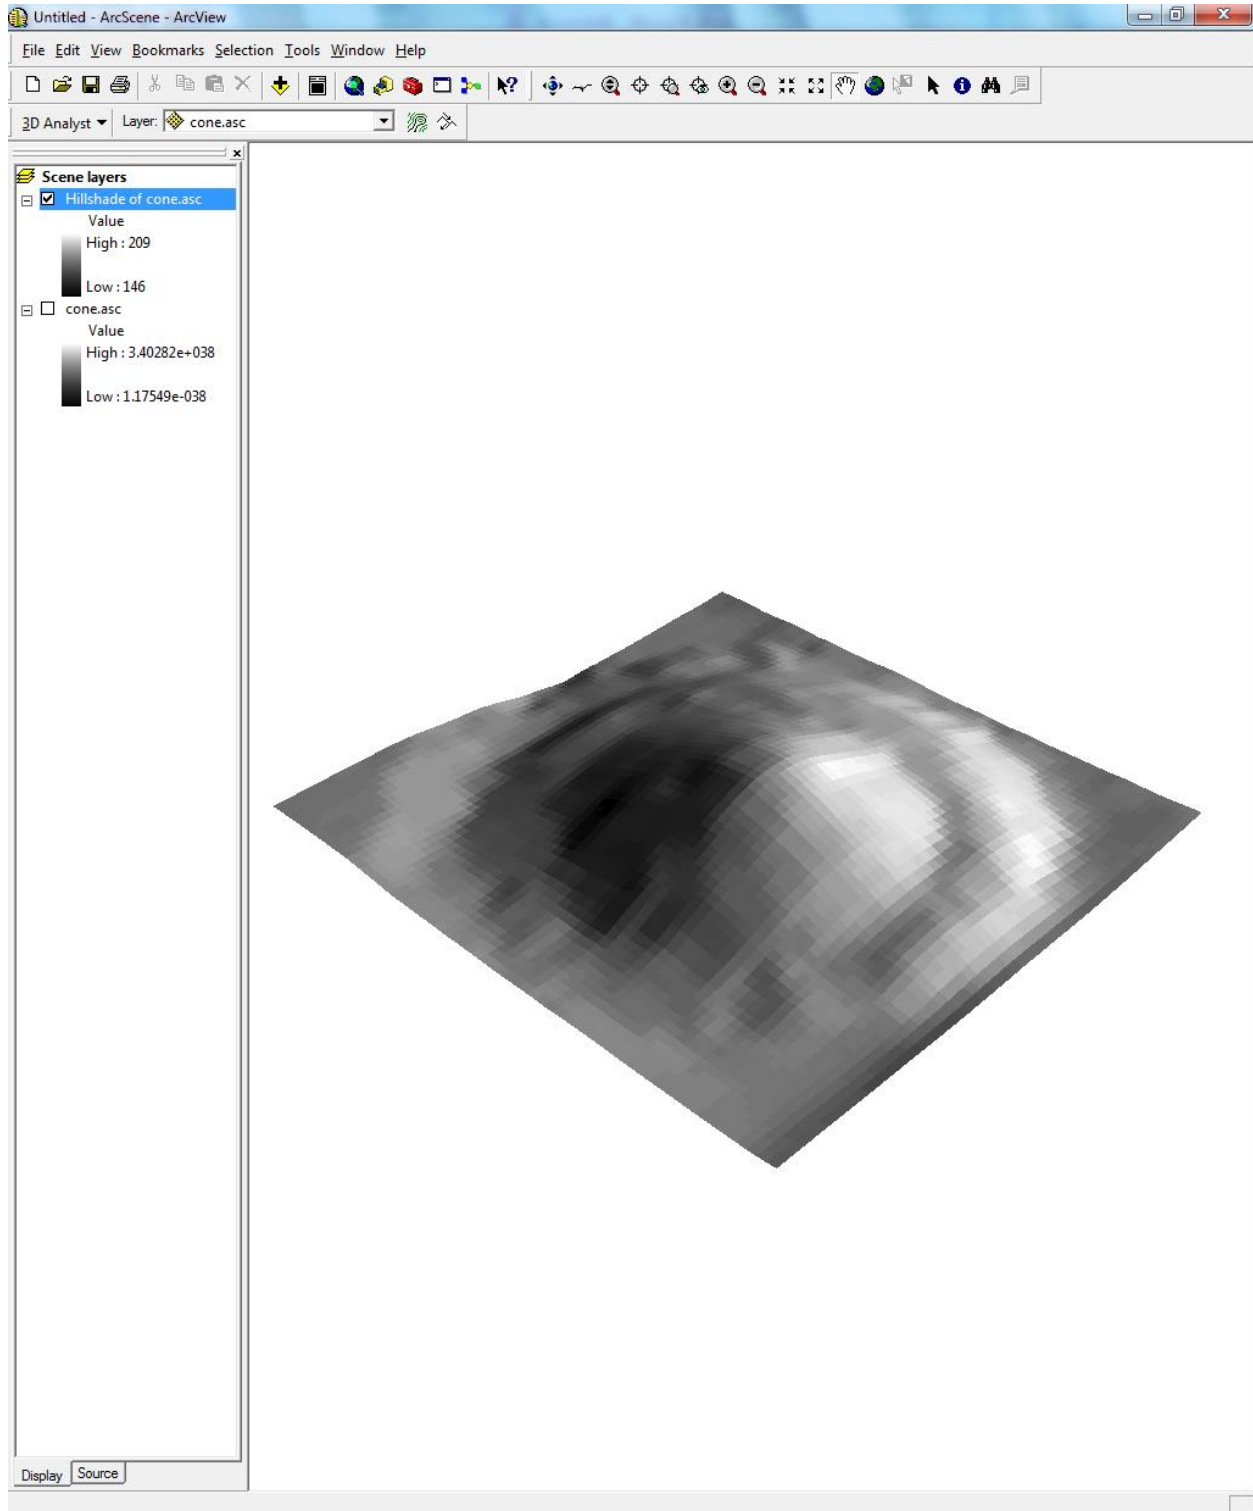 Untitled - ArcScene - ArcView
File Edit View Bookmarks Selection Tools Window Help
3D Analyst Layer: cone.asc
Scene layers
Hillshade of cone.asc
Value
High : 209
Low : 146
cone.asc
Value
High : 3.40282e+038
Low : 1.17549e-038
Display Source